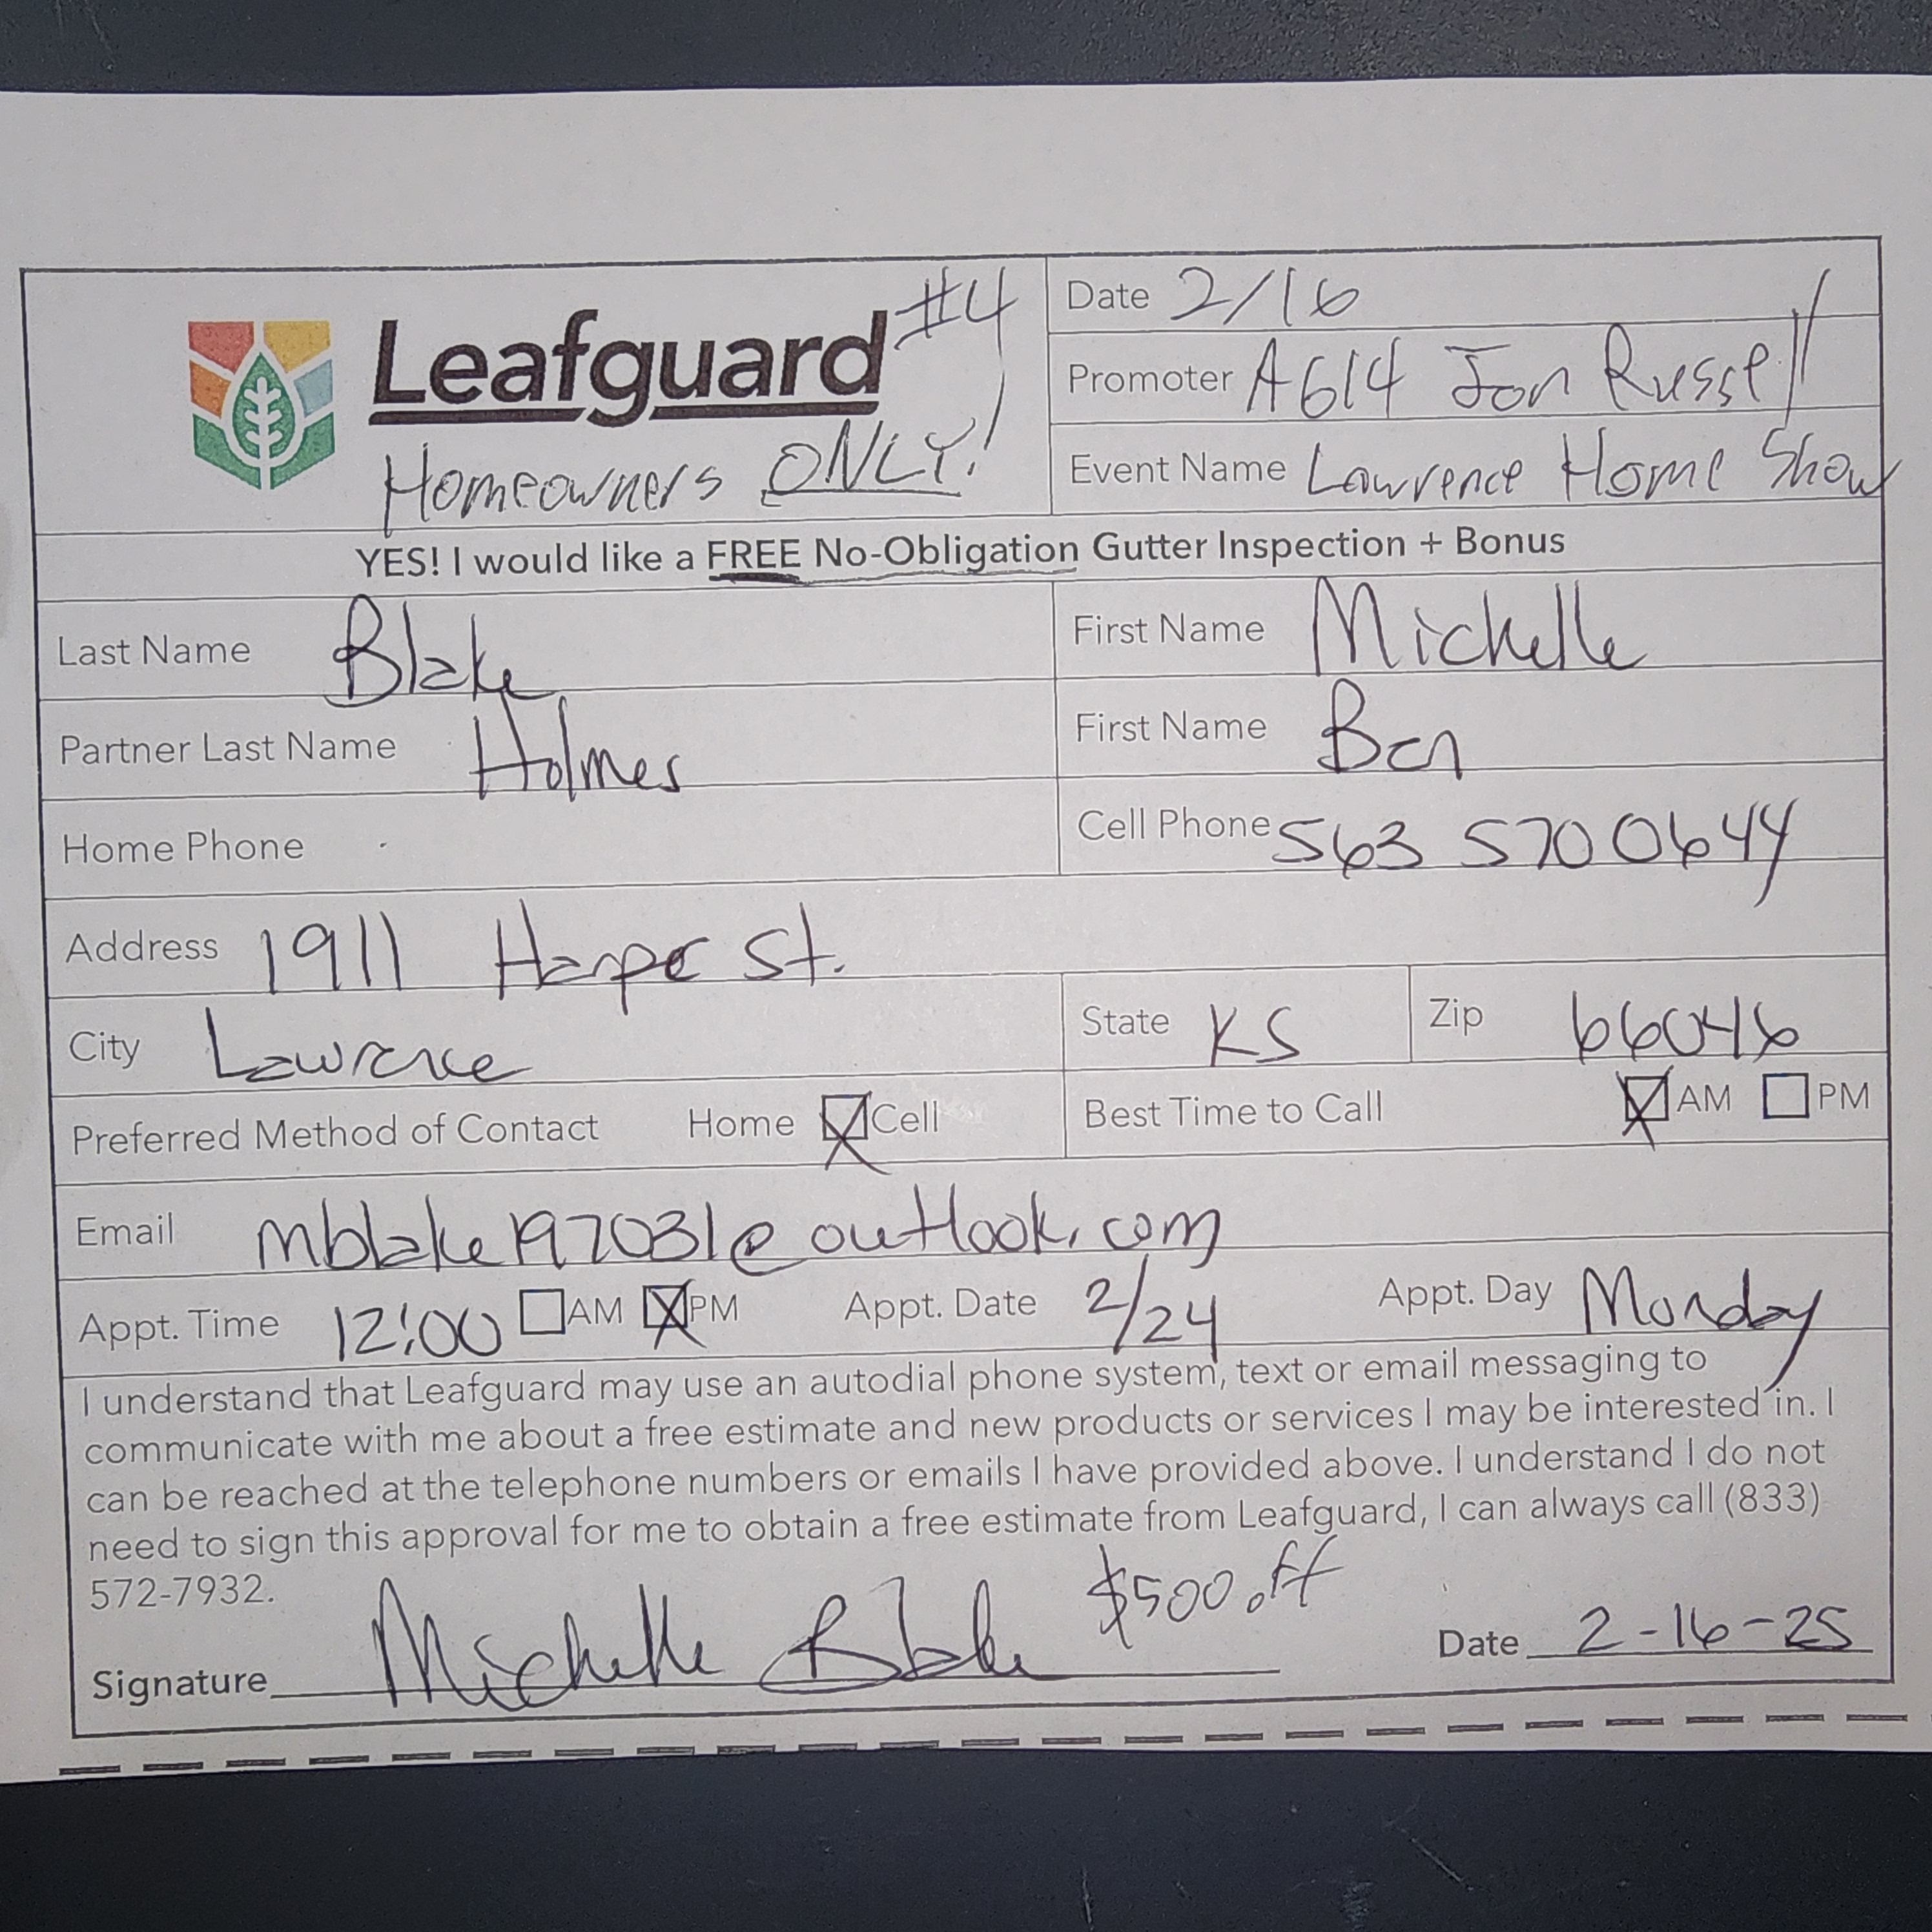 Leafguard #4
Homeowners ONLY!
Date 2/16
Promoter A614 Jon Russell
Event Name Lawrence Home Show
YES! I would like a FREE No-Obligation Gutter Inspection + Bonus
Last Name Blake First Name Michelle
Partner Last Name Holmes First Name Ben
Home Phone Cell Phone 563 570 0644
Address 1911 Harper St.
City Lawrence State KS Zip 66046
Preferred Method of Contact Home Cell Best Time to Call AM PM
Email mblake197031@outlook.com
Appt. Time 12:00 AM PM Appt. Date 2/24 Appt. Day Monday
I understand that Leafguard may use an autodial phone system, text or email messaging to
communicate with me about a free estimate and new products or services I may be interested in. I
can be reached at the telephone numbers or emails I have provided above. I understand I do not
need to sign this approval for me to obtain a free estimate from Leafguard, I can always call (833)
572-7932.
$500 off
Signature Michelle Blake Date 2-16-25